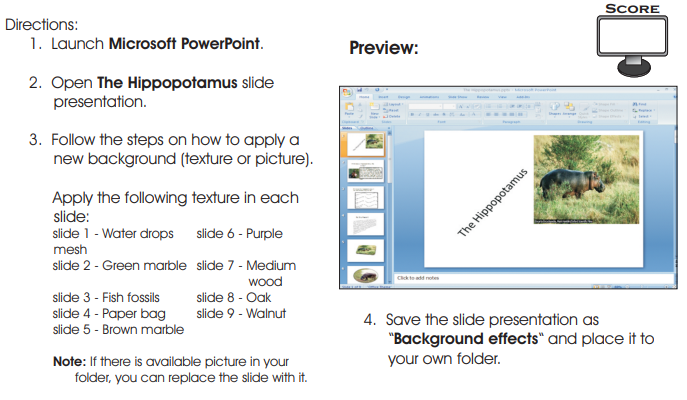 Directions:
1. Launch Microsoft PowerPoint.
2. Open The Hippopotamus slide
presentation.
3. Follow the steps on how to apply a
new background (texture or picture).
Apply the following texture in each
slide:
slide 1 - Water drops slide 6 - Purple
mesh
slide 2 - Green marble slide 7 - Medium
wood
slide 3 - Fish fossils slide 8 - Oak
slide 4 - Paper bag slide 9 - Walnut
slide 5 - Brown marble
Note: If there is available picture in your
folder, you can replace the slide with it.
SCORE
Preview:
The Hippopotamus
Click to add notes
4. Save the slide presentation as
"Background effects" and place it to
your own folder.